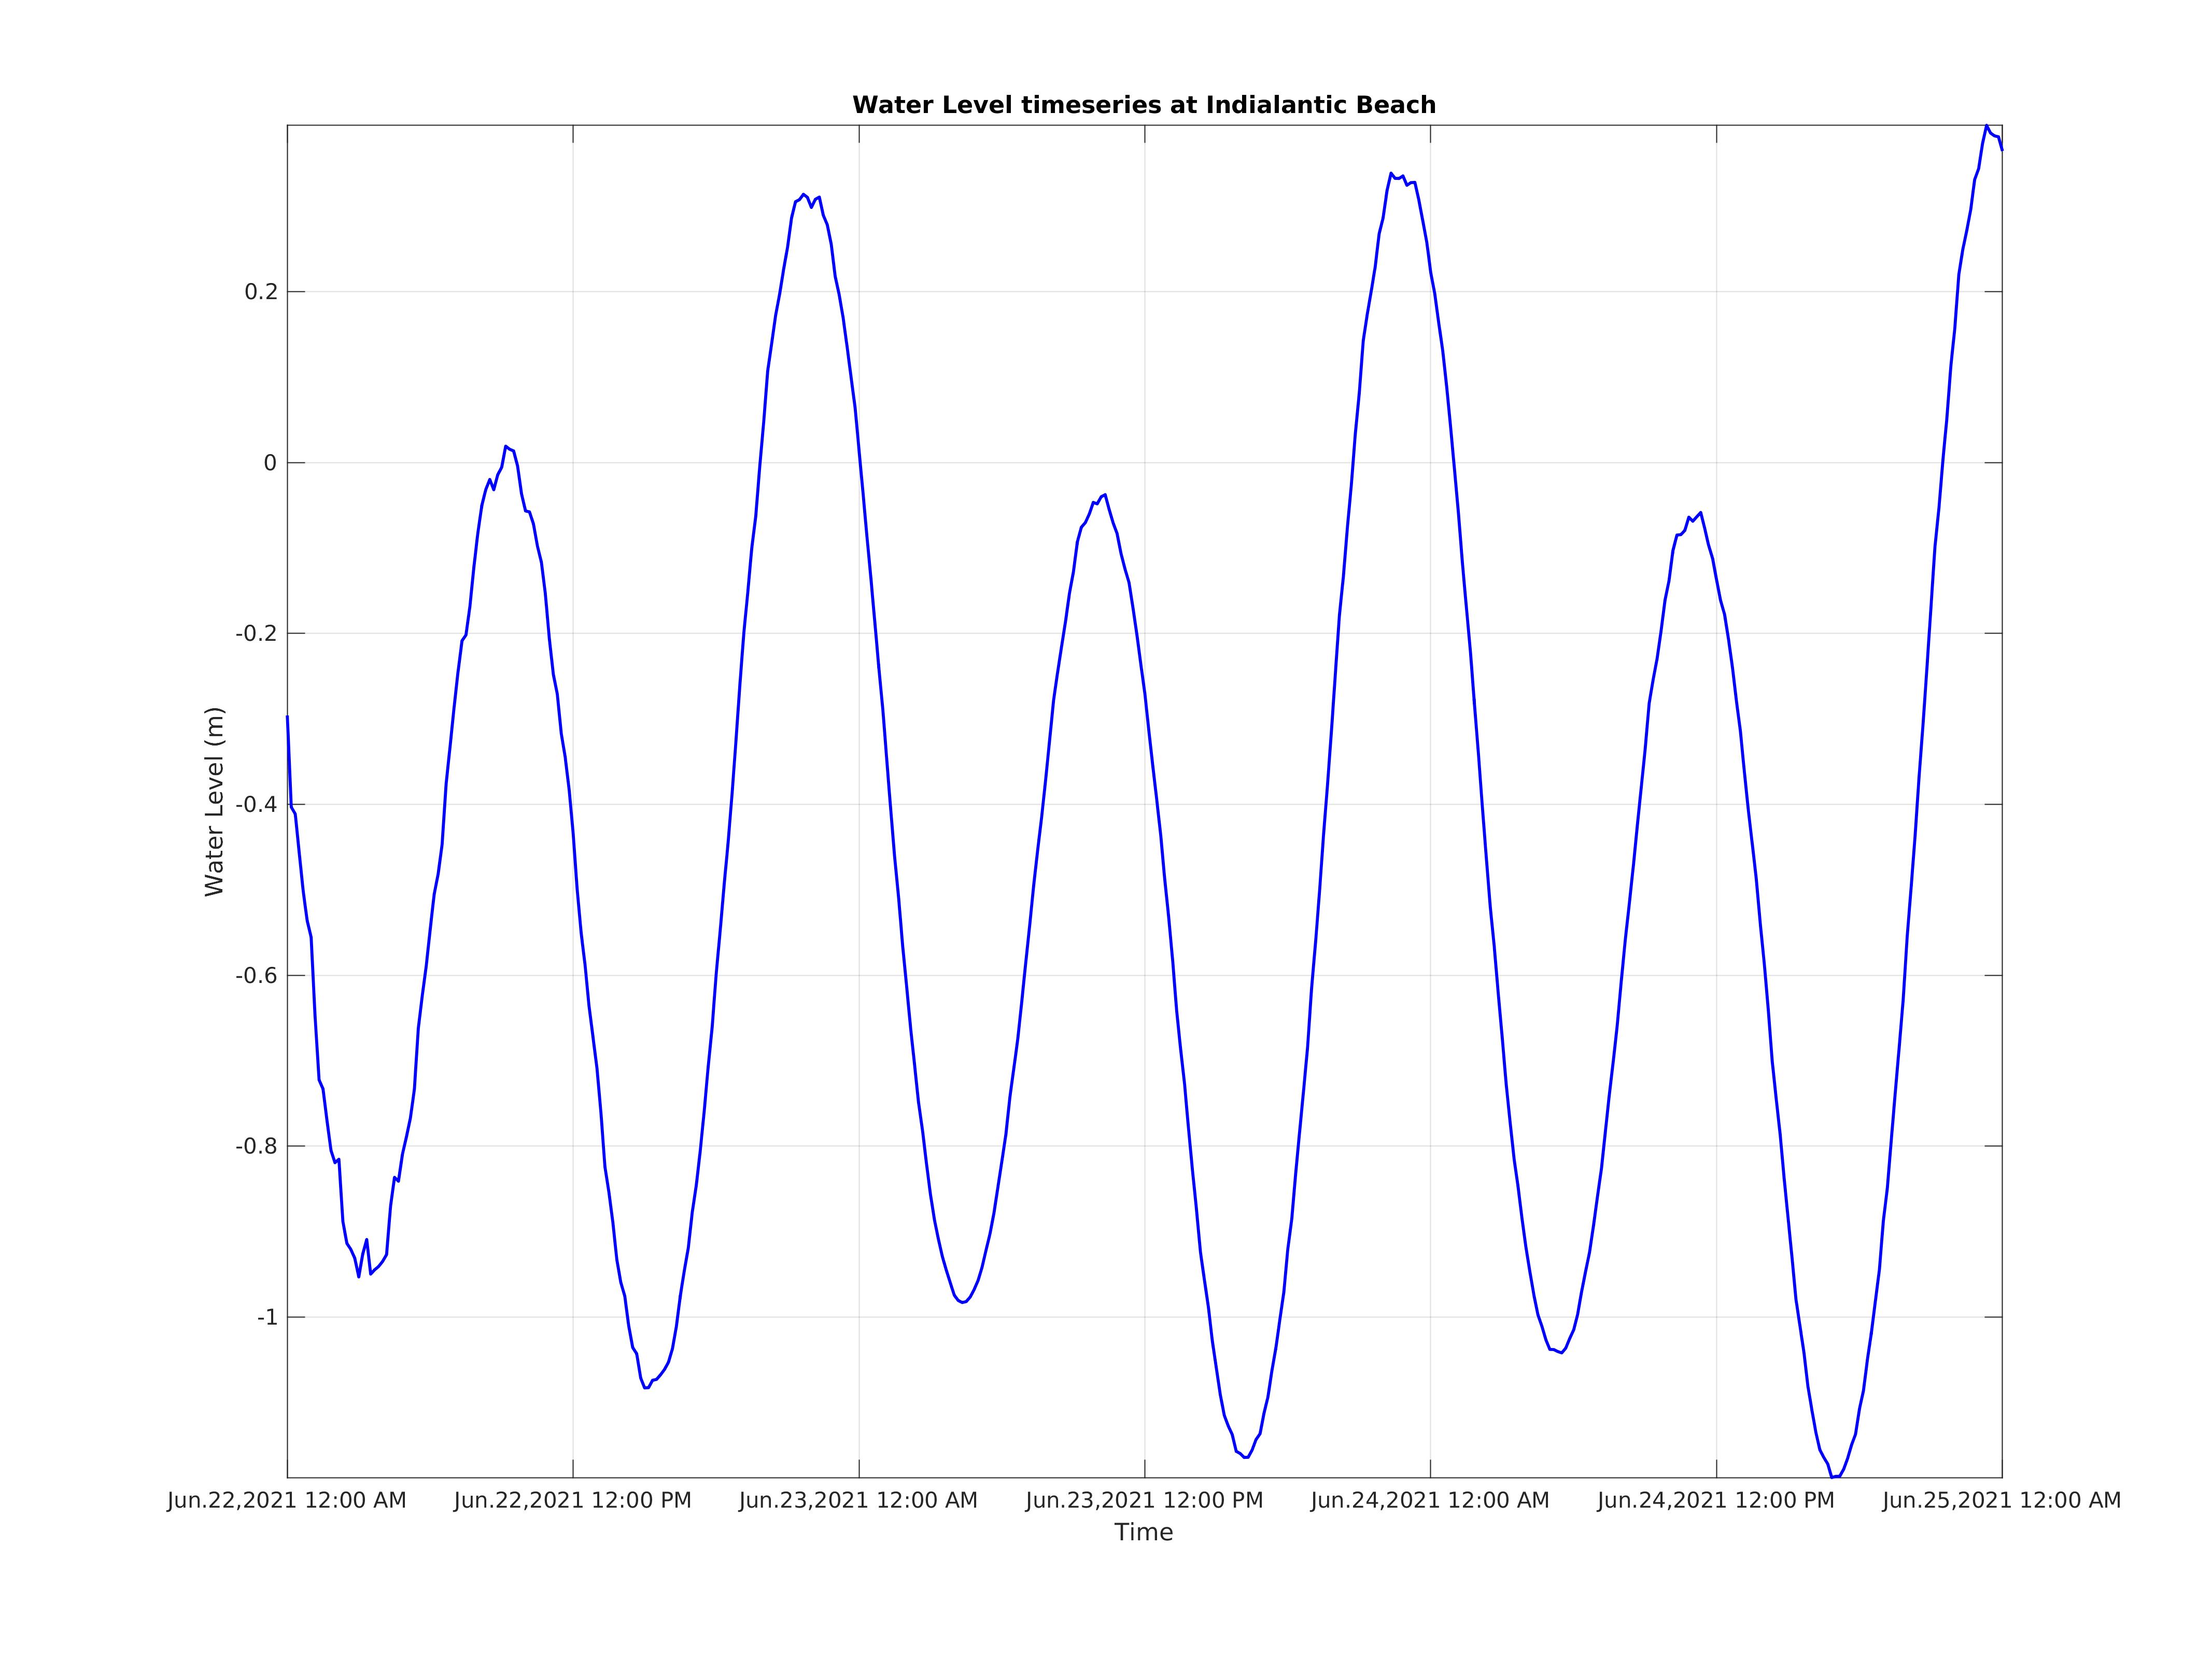 Water Level timeseries at Indialantic Beach
0.2
0
-0.2
-0.4
-0.6
-0.8
-1
Water Level (m)
Jun.22,2021 12:00 AM
Jun.22,2021 12:00 PM
Jun.23,2021 12:00 AM
Jun.23,2021 12:00 PM
Jun.24,2021 12:00 AM
Jun.24,2021 12:00 PM
Jun.25,2021 12:00 AM
Time